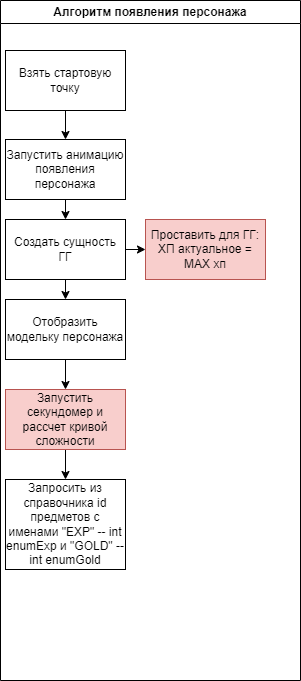 Алгоритм появления персонажа
Взять стартовую
точку
Запустить анимацию
появления
персонажа
Создать сущность
ГГ
Проставить для ГГ:
ХП актуальное =
MAX хп
Отобразить
модельку персонажа
Запустить
секундомер и
рассчет кривой
сложности
Запросить из
справочника id
предметов с
именами "EXP" -- int
enumExp и "GOLD" --
int enumGold